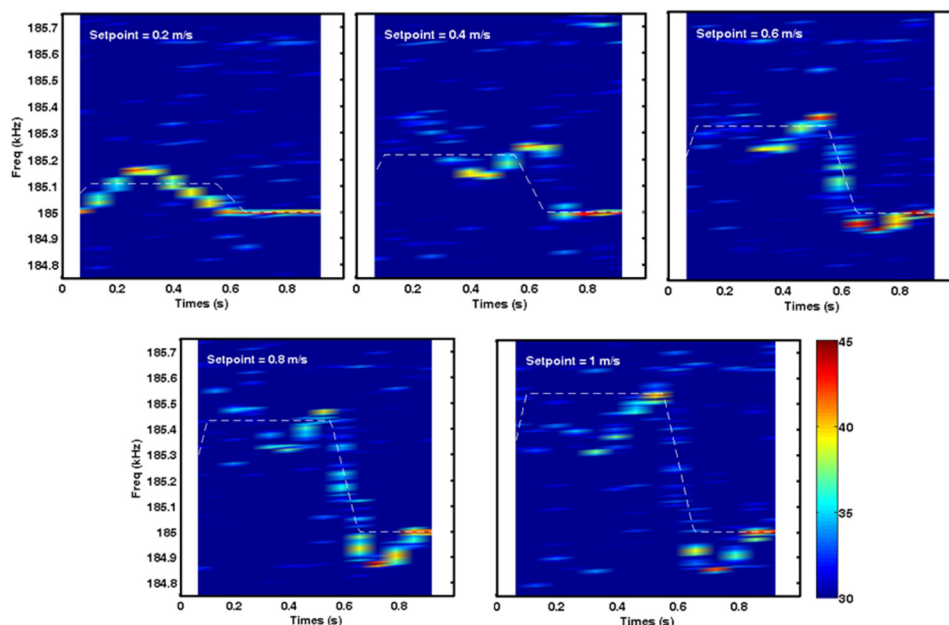 Setpoint = 0.2 m/s
Setpoint = 0.4 m/s
Setpoint = 0.6 m/s
185.7
185.6
185.5
185.4
185.3
185.2
185.1
185
184.9
184.8
Freq (kHz)
0 0.2 0.4 0.6 0.8
Times (s)
0 0.2 0.4 0.6 0.8
Times (s)
0 0.2 0.4 0.6 0.8
Times (s)
Setpoint = 0.8 m/s
Setpoint = 1 m/s
185.7
185.6
185.5
185.4
185.3
185.2
185.1
185
184.9
184.8
Freq (kHz)
Freq (kHz)
0 0.2 0.4 0.6 0.8
Times (s)
0 0.2 0.4 0.6 0.8
Times (s)
45
40
35
30